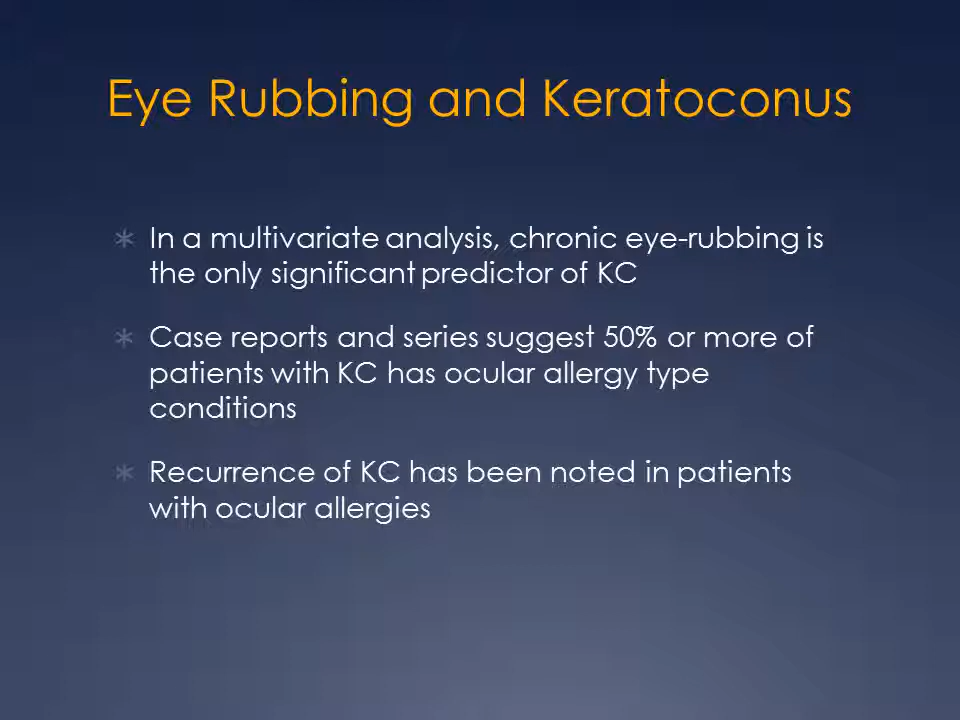 Eye Rubbing and Keratoconus
In a multivariate analysis, chronic eye-rubbing is
the only significant predictor of KC
Case reports and series suggest 50% or more of
patients with KC has ocular allergy type
conditions
Recurrence of KC has been noted in patients
with ocular allergies